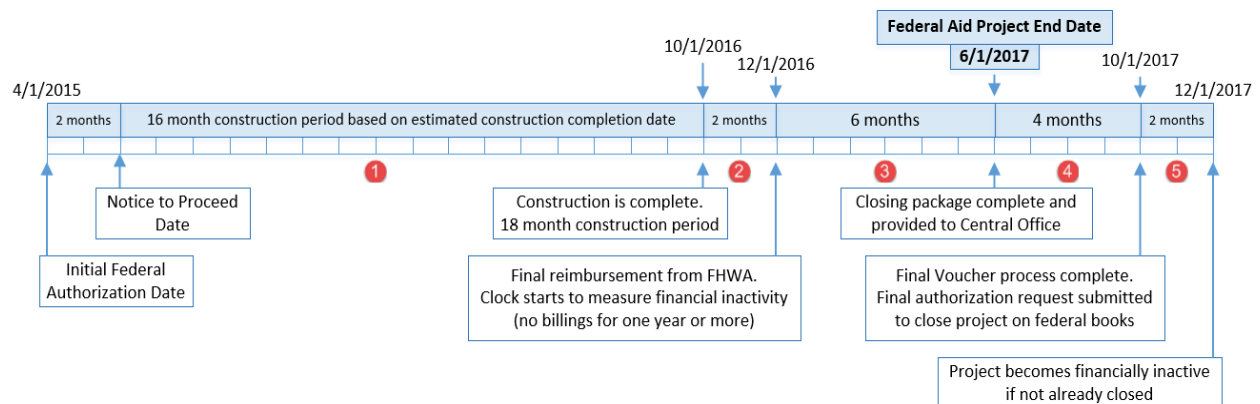 Federal Aid Project End Date
6/1/2017
10/1/2016
12/1/2016
10/1/2017
4/1/2015
12/1/2017
2 months
16 month construction period based on estimated construction completion date
2 months
6 months
4 months
2 months
1
2
3
4
5
Notice to Proceed
Date
Construction is complete.
18 month construction period
Closing package complete and
provided to Central Office
Initial Federal
Authorization Date
Final reimbursement from FHWA.
Clock starts to measure financial inactivity
(no billings for one year or more)
Final Voucher process complete.
Final authorization request submitted
to close project on federal books
Project becomes financially inactive
if not already closed